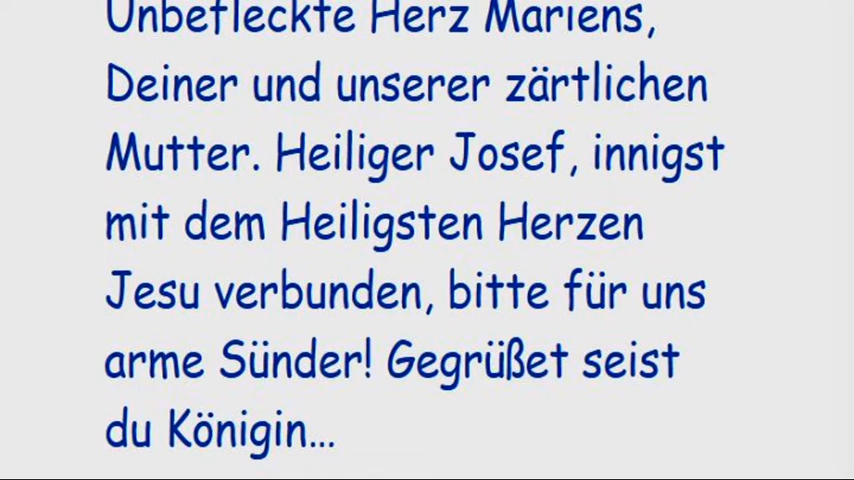 Unbefleckte Herz Mariens,
Deiner und unserer zärtlichen
Mutter. Heiliger Josef, innigst
mit dem Heiligsten Herzen
Jesu verbunden, bitte für uns
arme Sünder! Gegrüßet seist
du Königin...